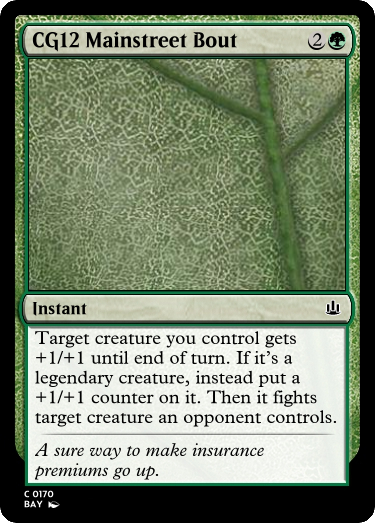 CG12 Mainstreet Bout 2
Instant
Target creature you control gets
+1/+1 until end of turn. If it's a
legendary creature, instead put a
+1/+1 counter on it. Then it fights
target creature an opponent controls.
A sure way to make insurance
premiums go up.
C 0170
BAY